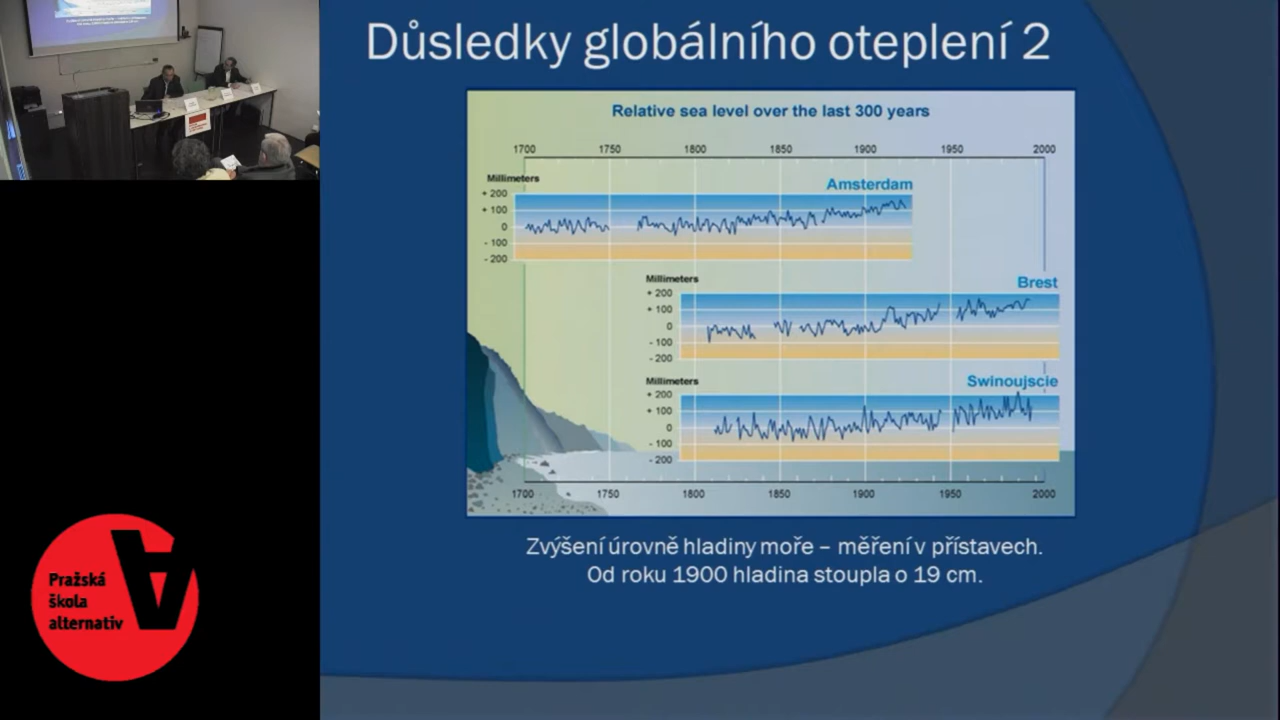 Důsledky globálního oteplení 2
Relative sea level over the last 300 years
1700 1750 1800 1850 1900 1950 2000
Millimeters
Amsterdam
+ 200
+ 100
0
- 100
- 200
Millimeters
Brest
+ 200
+ 100
0
- 100
- 200
Millimeters
Swinoujscie
+ 200
+ 100
0
- 100
- 200
1700 1750 1800 1850 1900 1950 2000
Zvýšení úrovně hladiny moře – měření v přístavech.
Od roku 1900 hladina stoupla o 19 cm.
Pražská
škola
alternativ